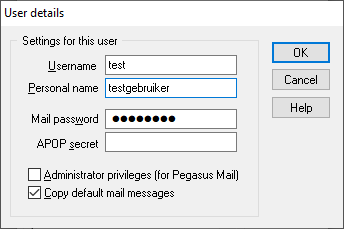 User details
Settings for this user
Username test
Personal name testgebruiker
Mail password ●●●●●●●●
APOP secret
Administrator privileges (for Pegasus Mail)
Copy default mail messages
OK
Cancel
Help